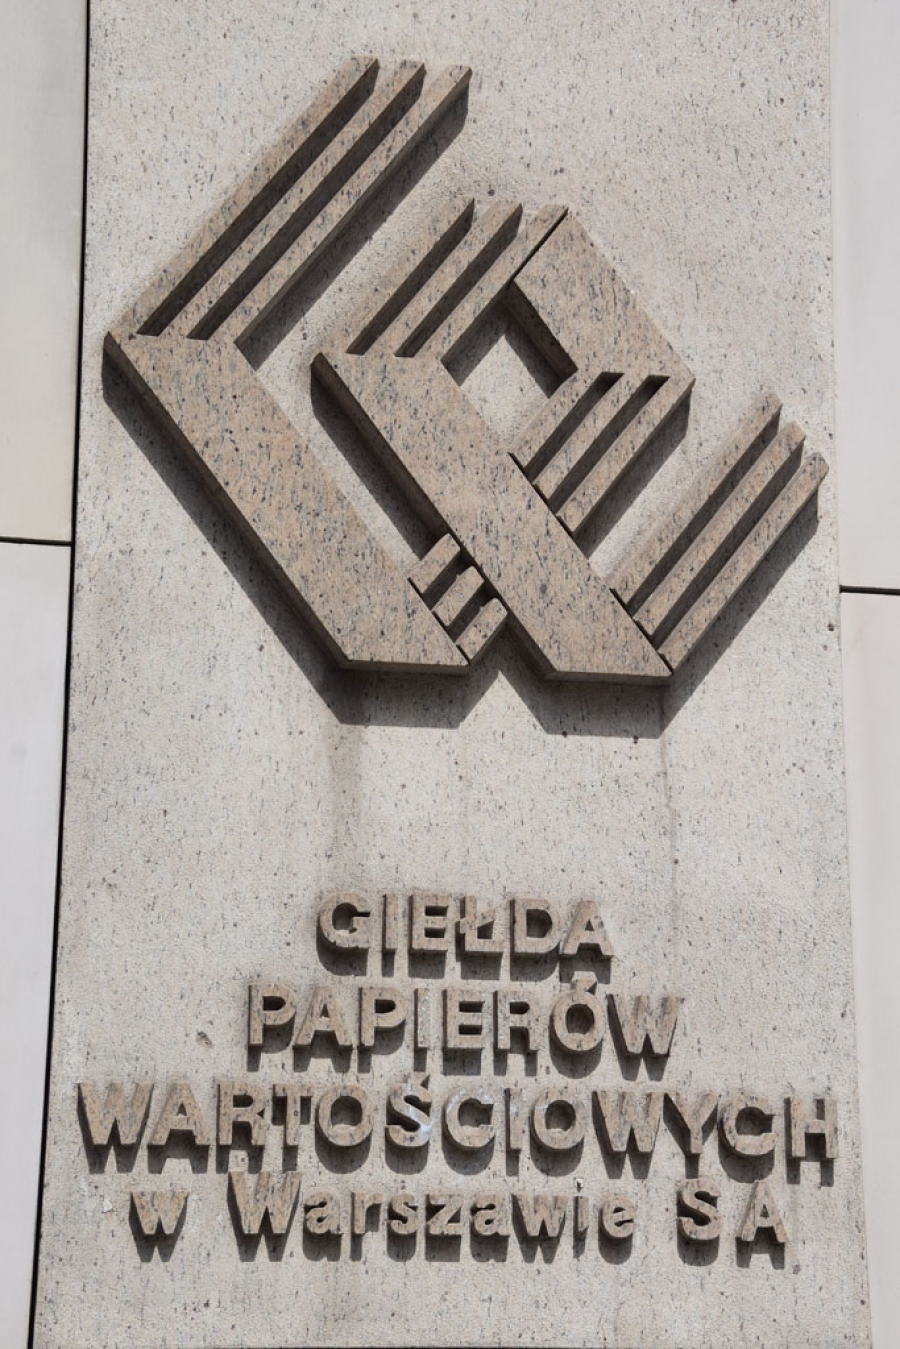 GIEŁDA
PAPIERÓW
WARTOŚCIOWYCH
w Warszawie SA